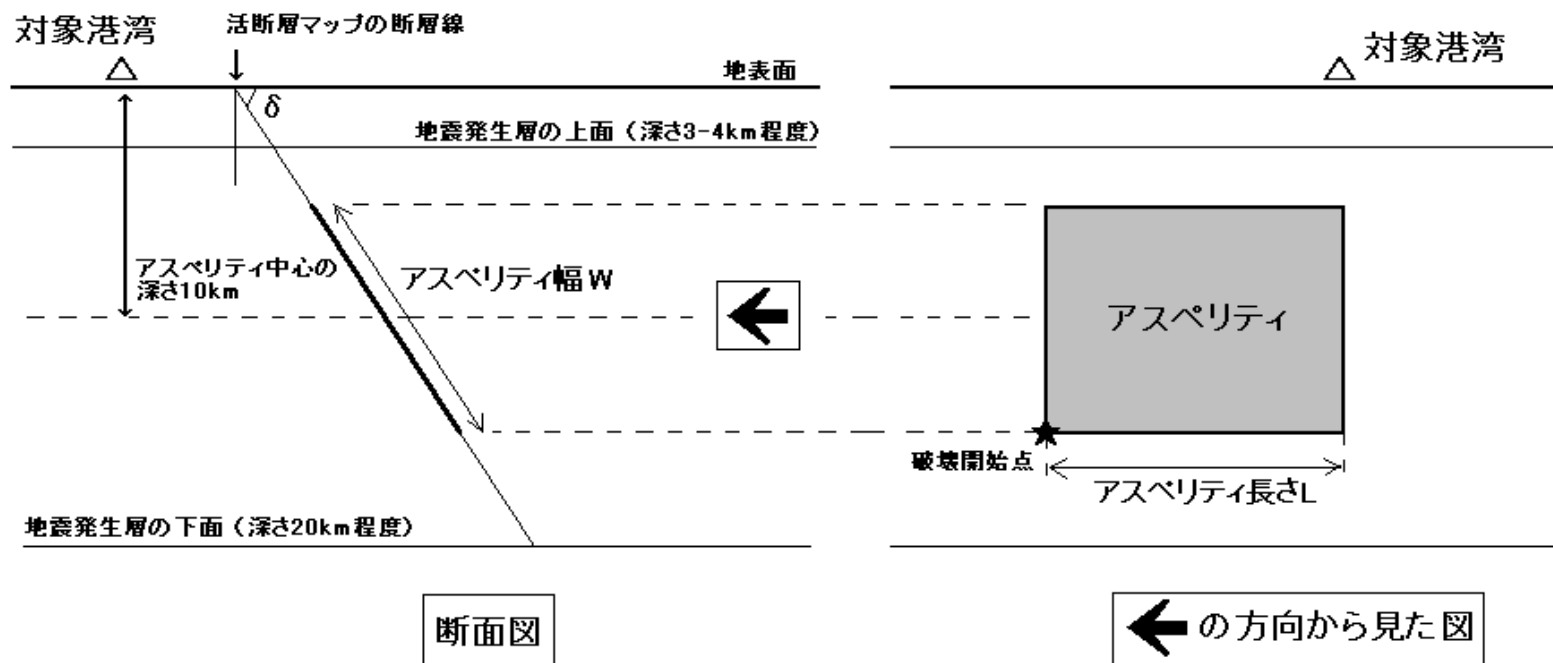 対象港湾
活断層マップの断層線
地表面
δ
地震発生層の上面（深さ3-4km程度）
アスペリティ中心の
深さ10km
アスペリティ幅W
地震発生層の下面（深さ20km程度）
断面図
対象港湾
アスペリティ
破壊開始点
アスペリティ長さL
の方向から見た図